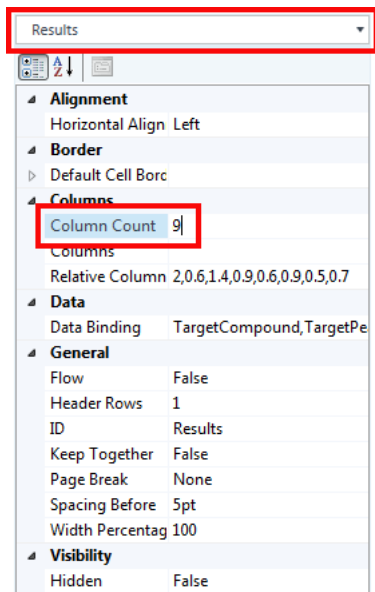 Results
Alignment
Horizontal Align Left
Border
Default Cell Borc
Columns
Column Count 9
Columns
Relative Column 2,0.6,1.4,0.9,0.6,0.9,0.5,0.7
Data
Data Binding TargetCompound,TargetPe
General
Flow False
Header Rows 1
ID Results
Keep Together False
Page Break None
Spacing Before 5pt
Width Percentag 100
Visibility
Hidden False